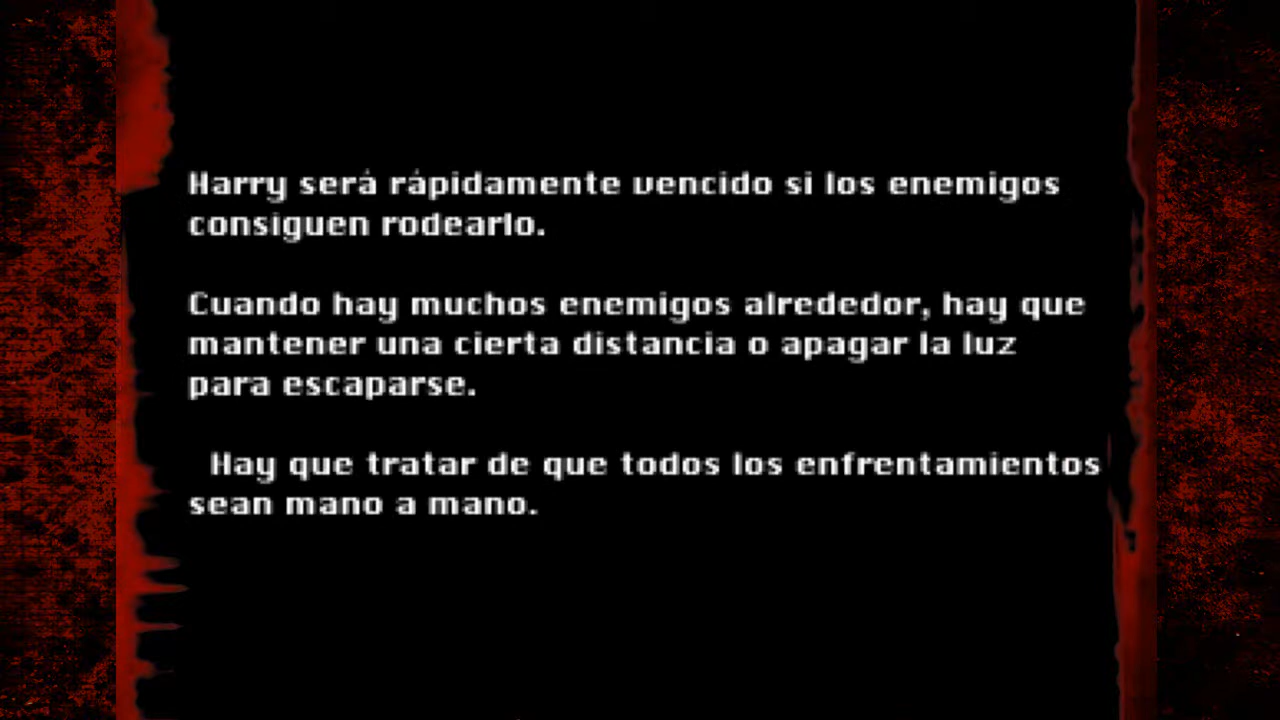 Harry será rápidamente vencido si los enemigos
consiguen rodearlo.
Cuando hay muchos enemigos alrededor, hay que
mantener una cierta distancia o apagar la luz
para escaparse.
Hay que tratar de que todos los enfrentamientos
sean mano a mano.